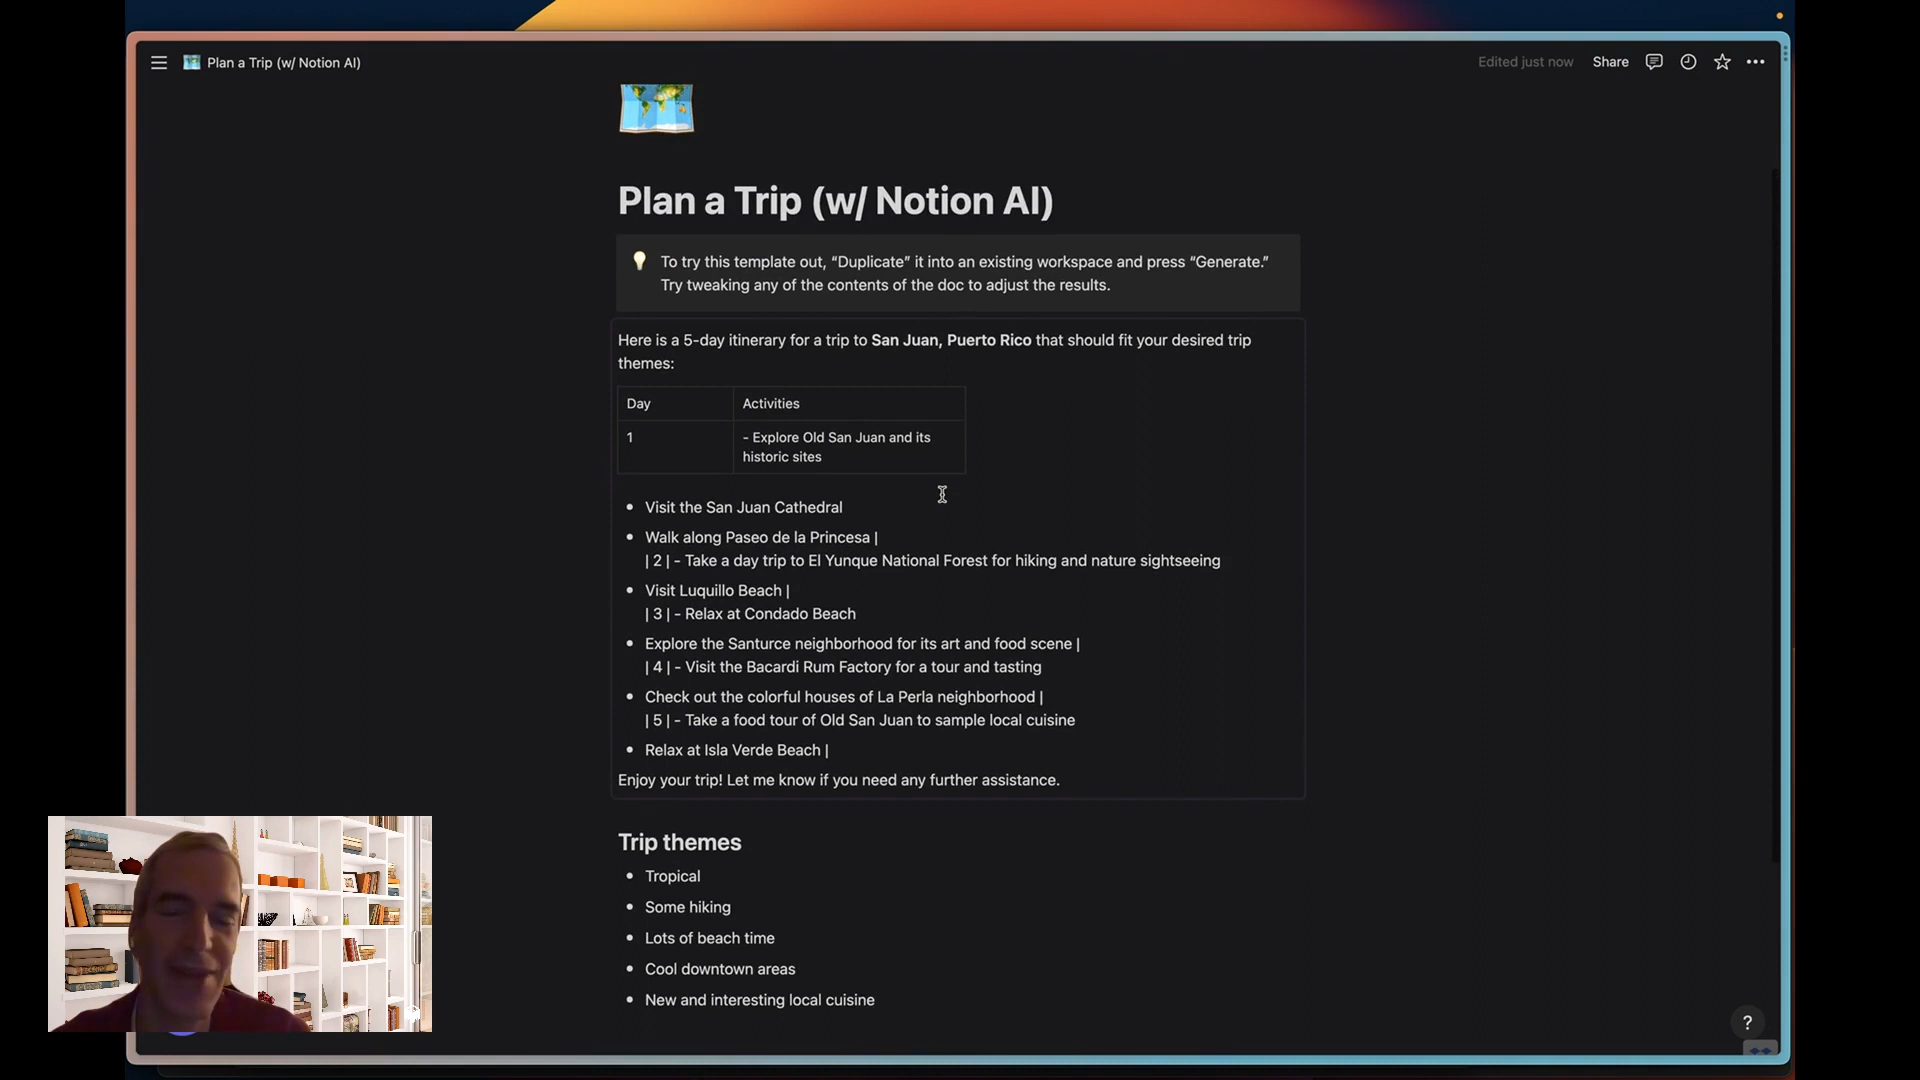 Plan a Trip (w/ Notion AI)
Edited just now
Share
Plan a Trip (w/ Notion AI)
To try this template out, “Duplicate” it into an existing workspace and press “Generate.”
Try tweaking any of the contents of the doc to adjust the results.
Here is a 5-day itinerary for a trip to San Juan, Puerto Rico that should fit your desired trip
themes:
Day
Activities
1
- Explore Old San Juan and its
historic sites
• Visit the San Juan Cathedral
• Walk along Paseo de la Princesa |
| 2 | - Take a day trip to El Yunque National Forest for hiking and nature sightseeing
• Visit Luquillo Beach |
| 3 | - Relax at Condado Beach
• Explore the Santurce neighborhood for its art and food scene |
| 4 | - Visit the Bacardi Rum Factory for a tour and tasting
• Check out the colorful houses of La Perla neighborhood |
| 5 | - Take a food tour of Old San Juan to sample local cuisine
• Relax at Isla Verde Beach |
Enjoy your trip! Let me know if you need any further assistance.
Trip themes
• Tropical
• Some hiking
• Lots of beach time
• Cool downtown areas
• New and interesting local cuisine
?